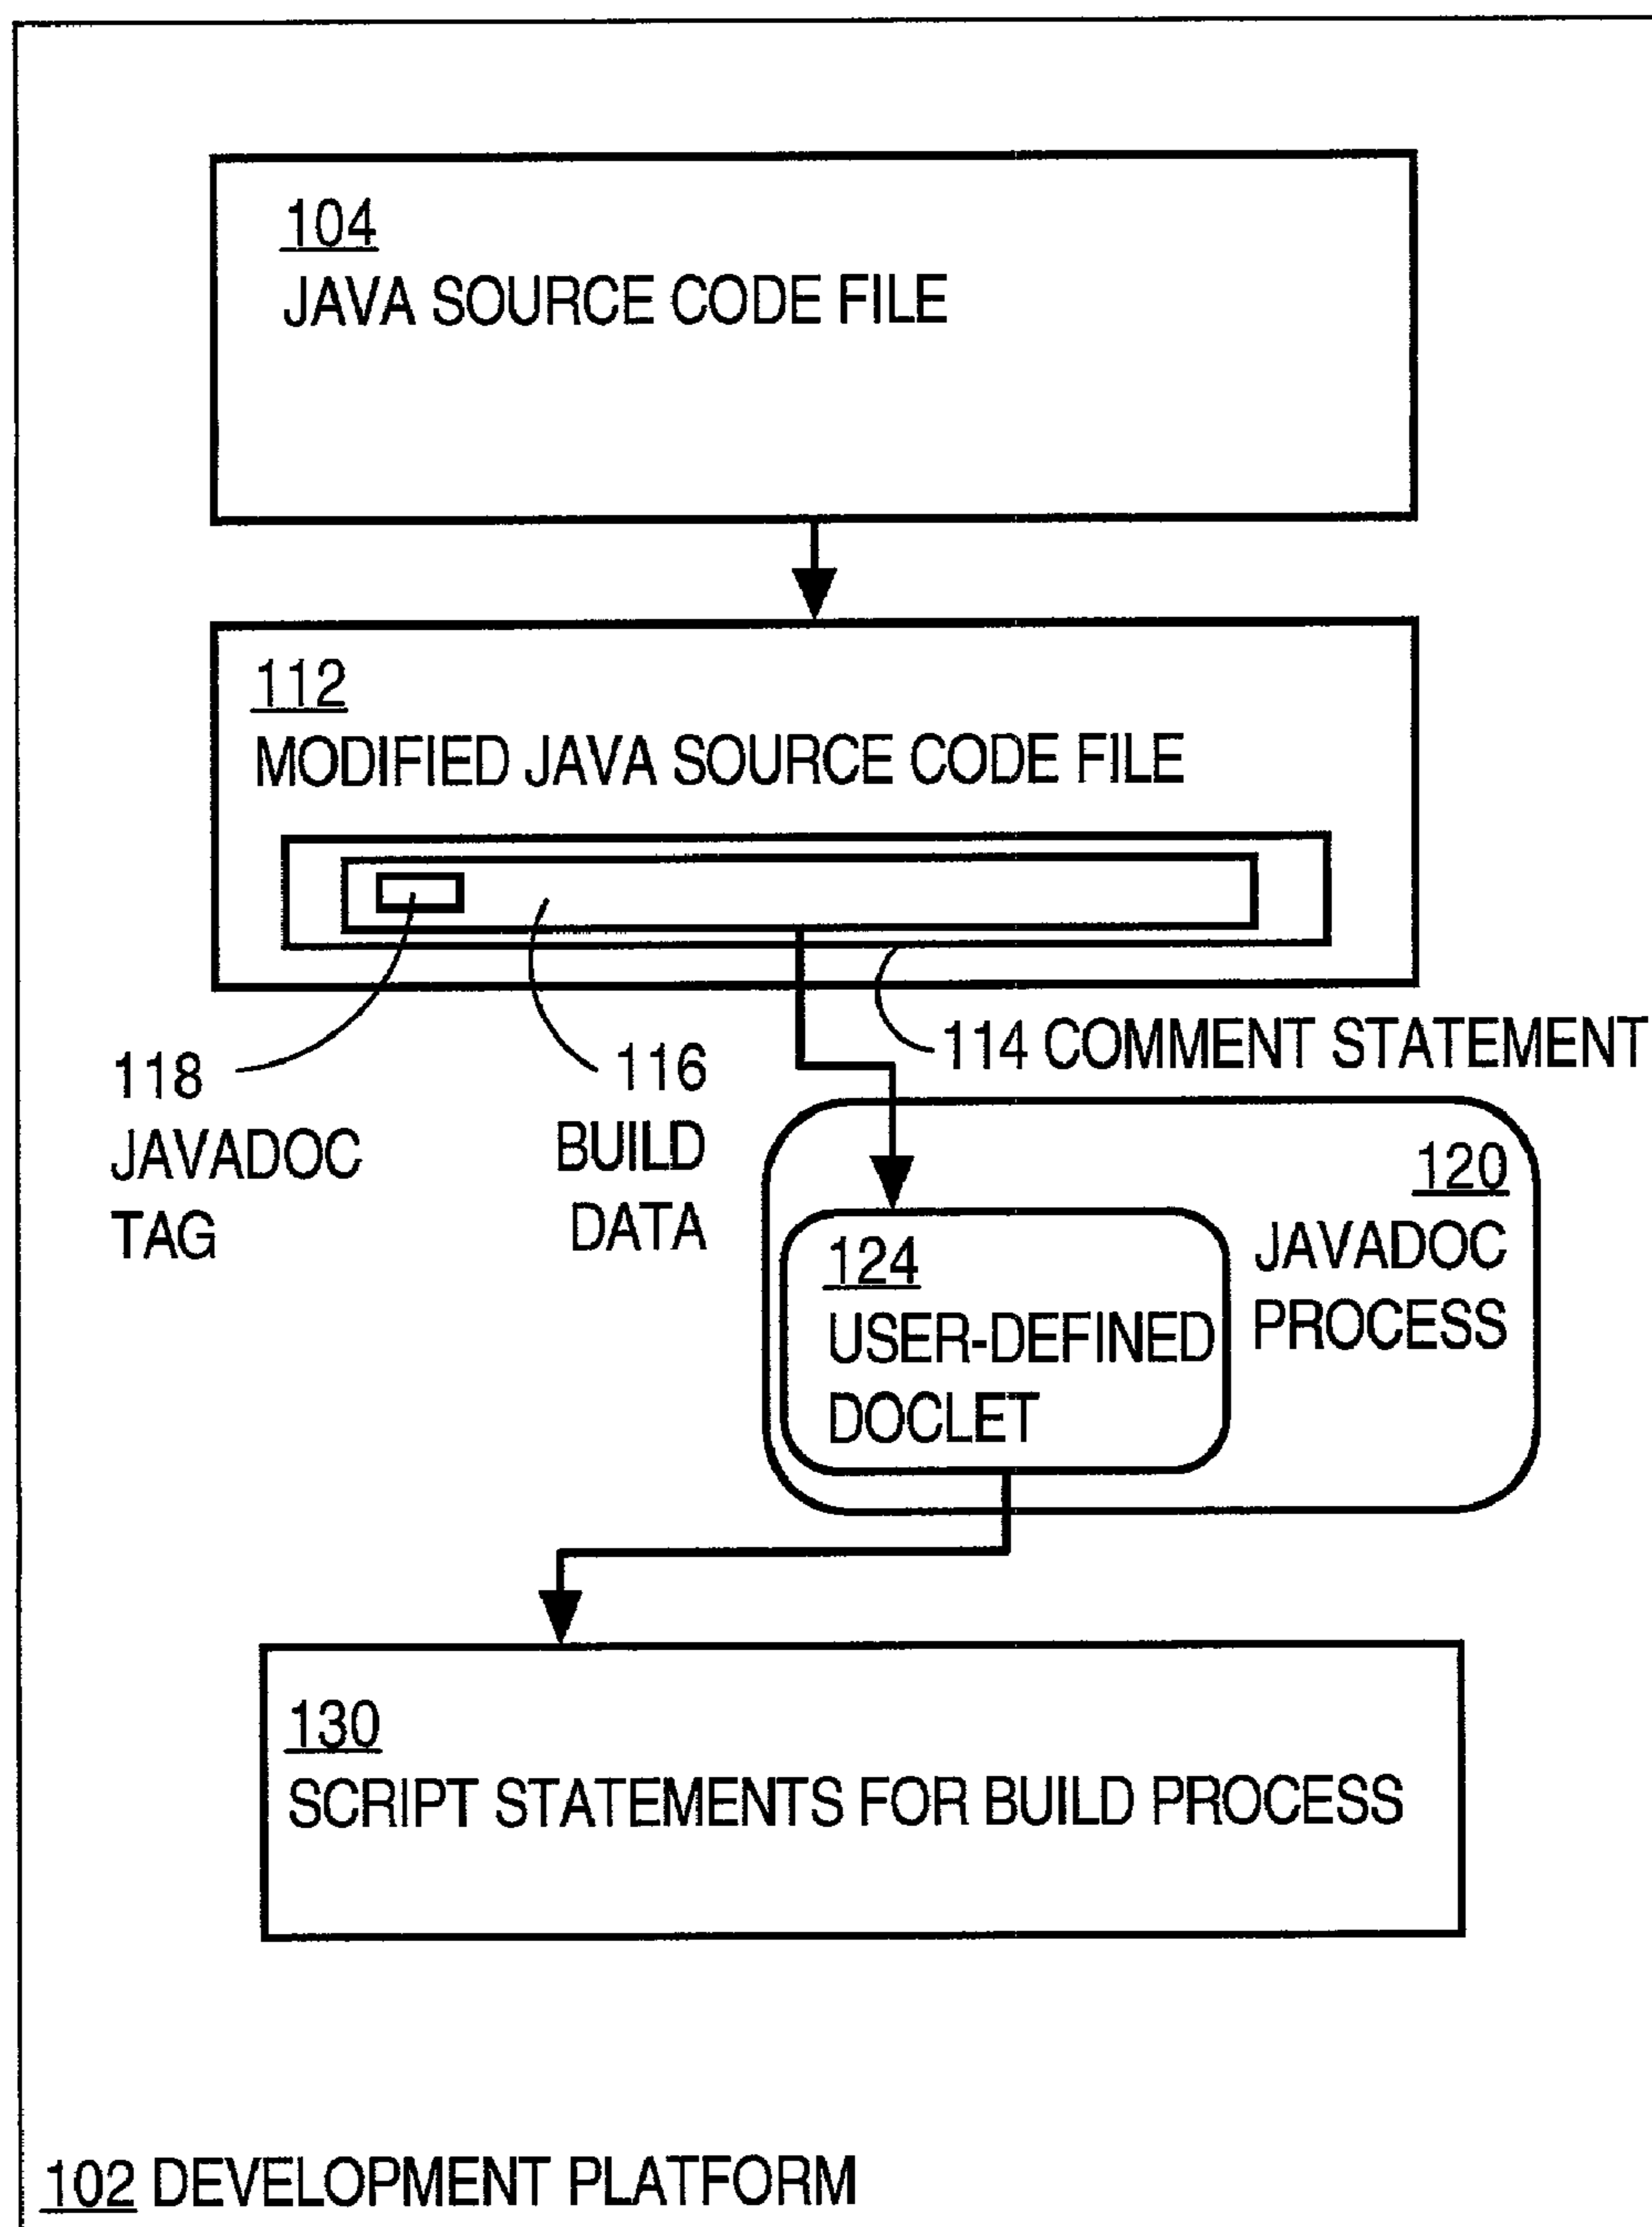 104
JAVA SOURCE CODE FILE
112
MODIFIED JAVA SOURCE CODE FILE
114 COMMENT STATEMENT
118
JAVADOC
TAG
116
BUILD
DATA
120
JAVADOC
PROCESS
124
USER-DEFINED
DOCLET
130
SCRIPT STATEMENTS FOR BUILD PROCESS
102 DEVELOPMENT PLATFORM